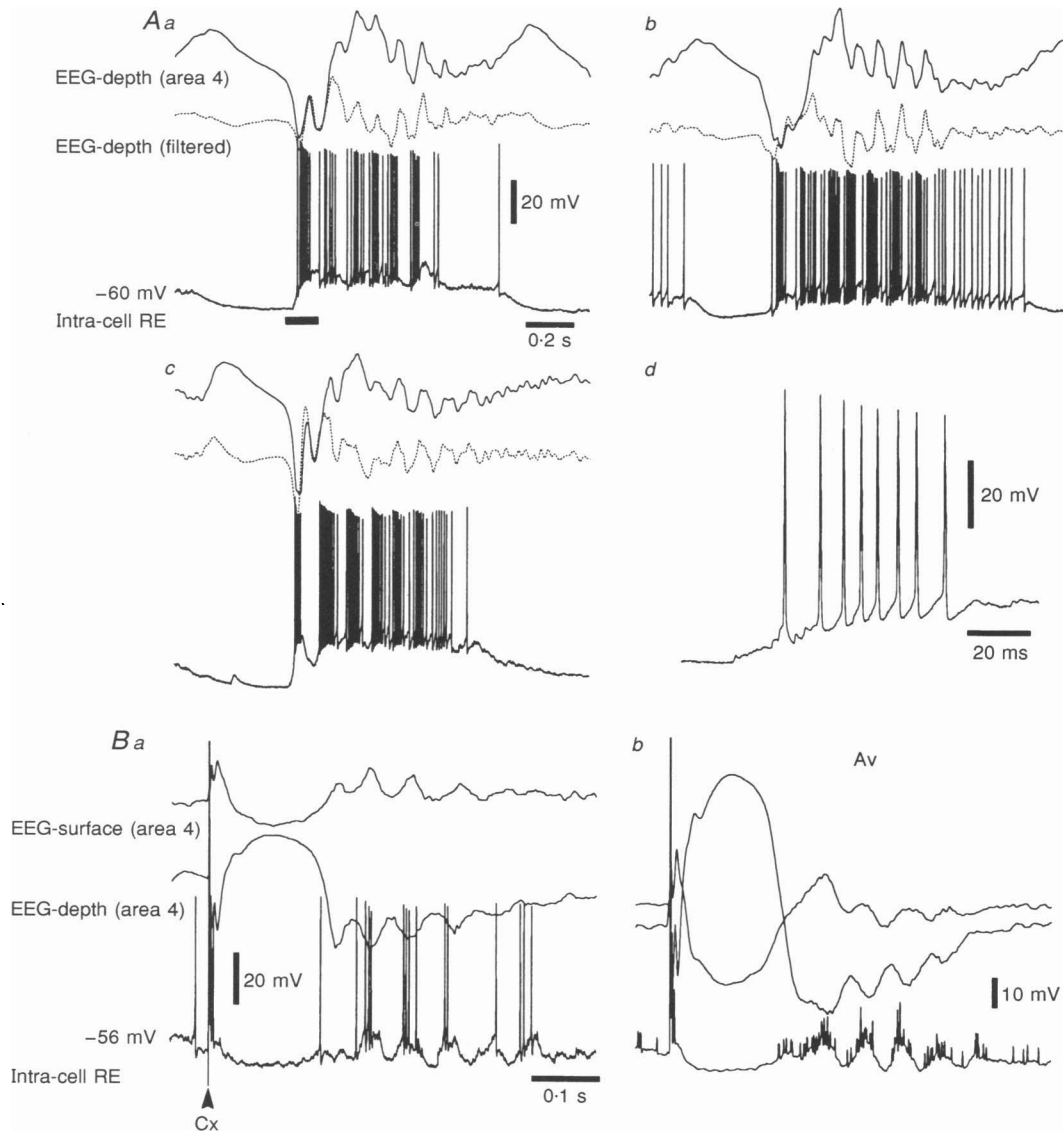 A a
b
EEG-depth (area 4)
EEG-depth (filtered)
20 mV
−60 mV
Intra-cell RE
0·2 s
c
d
20 mV
20 ms
B a
b
Av
EEG-surface (area 4)
EEG-depth (area 4)
20 mV
10 mV
−56 mV
Intra-cell RE
0·1 s
Cx